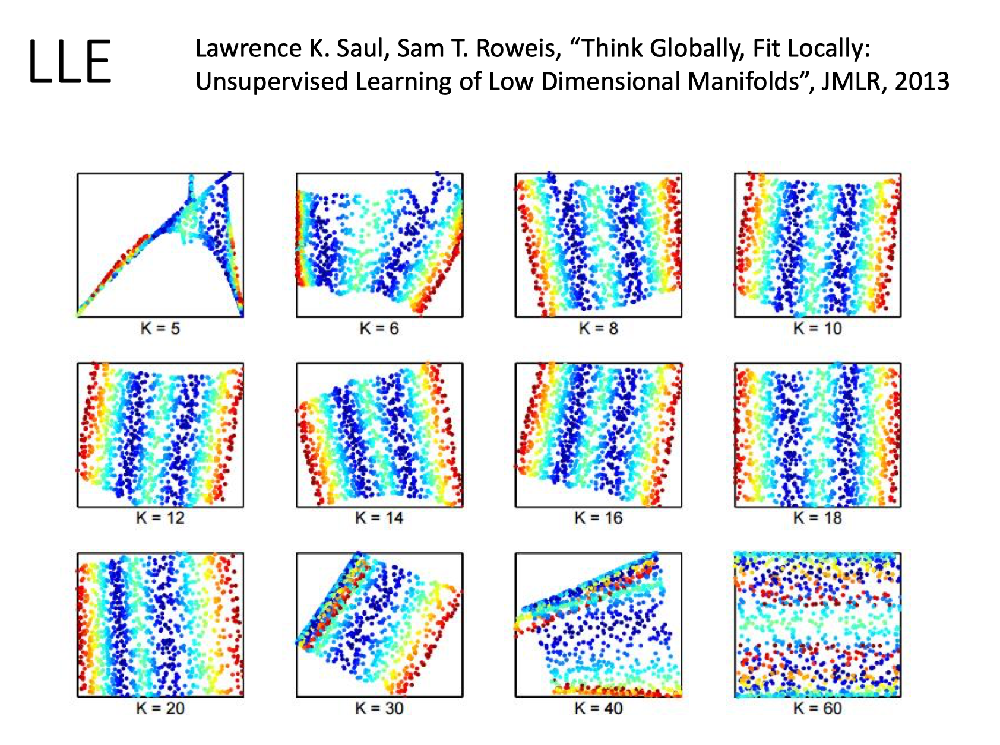 LLE
Lawrence K. Saul, Sam T. Roweis, “Think Globally, Fit Locally:
Unsupervised Learning of Low Dimensional Manifolds”, JMLR, 2013
K = 5
K = 6
K = 8
K = 10
K = 12
K = 14
K = 16
K = 18
K = 20
K = 30
K = 40
K = 60